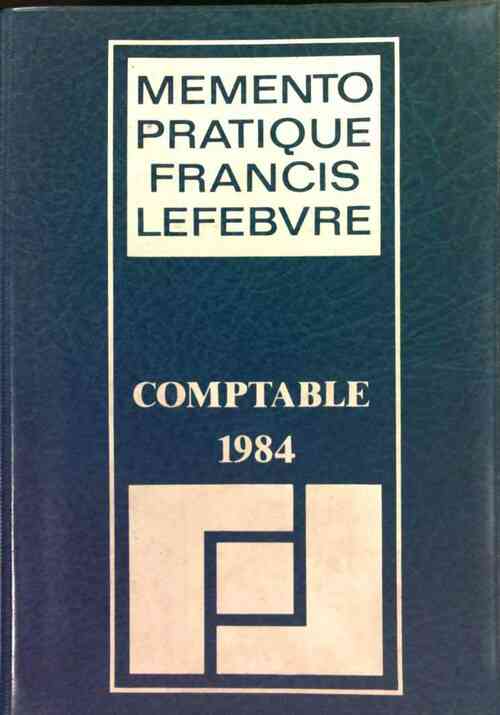 MEMENTO
PRATIQUE
FRANCIS
LEFEBVRE
COMPTABLE
1984